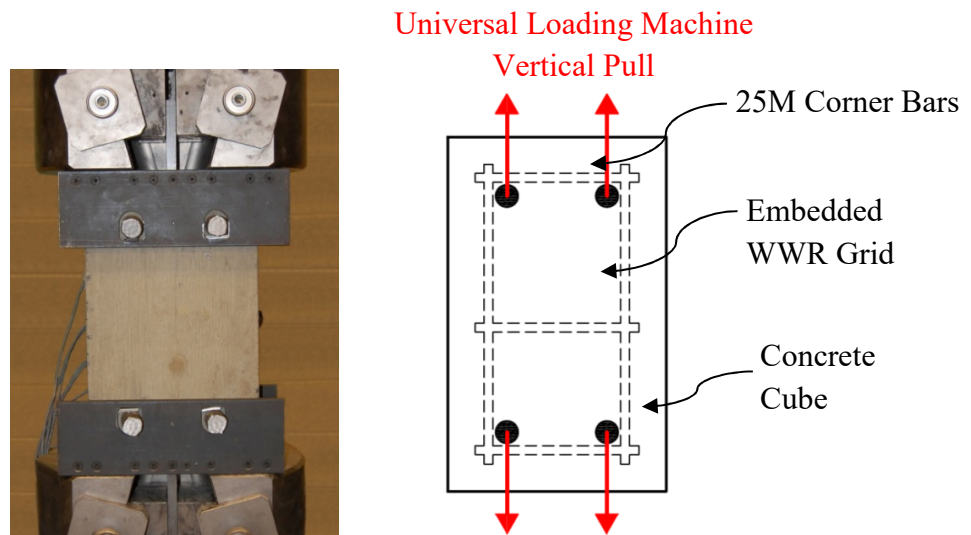 Universal Loading Machine
Vertical Pull
25M Corner Bars
Embedded
WWR Grid
Concrete
Cube